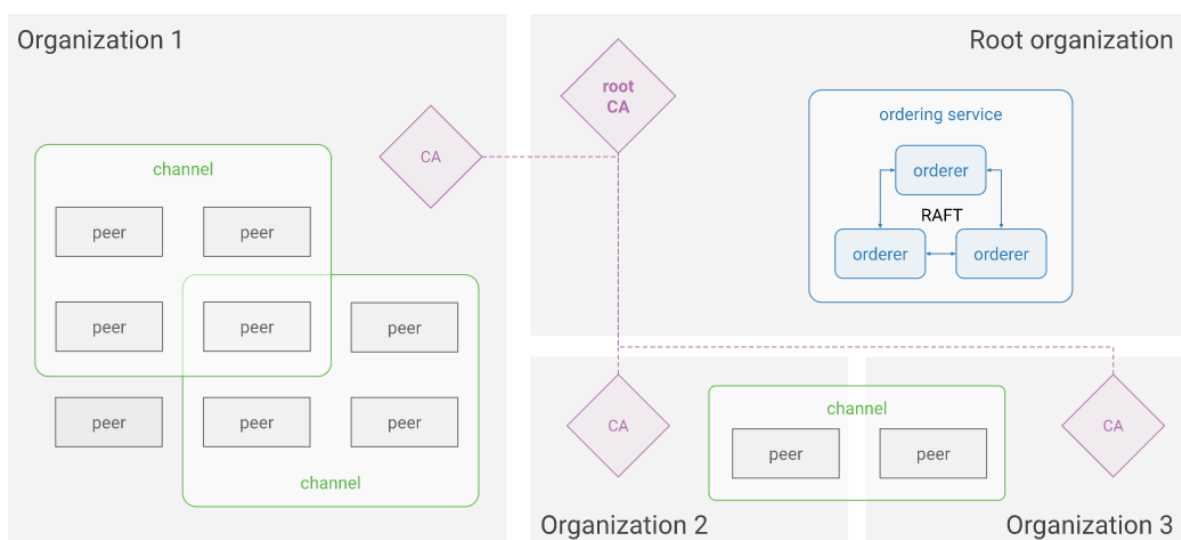 Organization 1
CA
channel
peer
peer
peer
peer
peer
peer
peer
peer
channel
Root organization
root
CA
ordering service
orderer
RAFT
orderer
orderer
CA
channel
peer
peer
CA
Organization 2
Organization 3